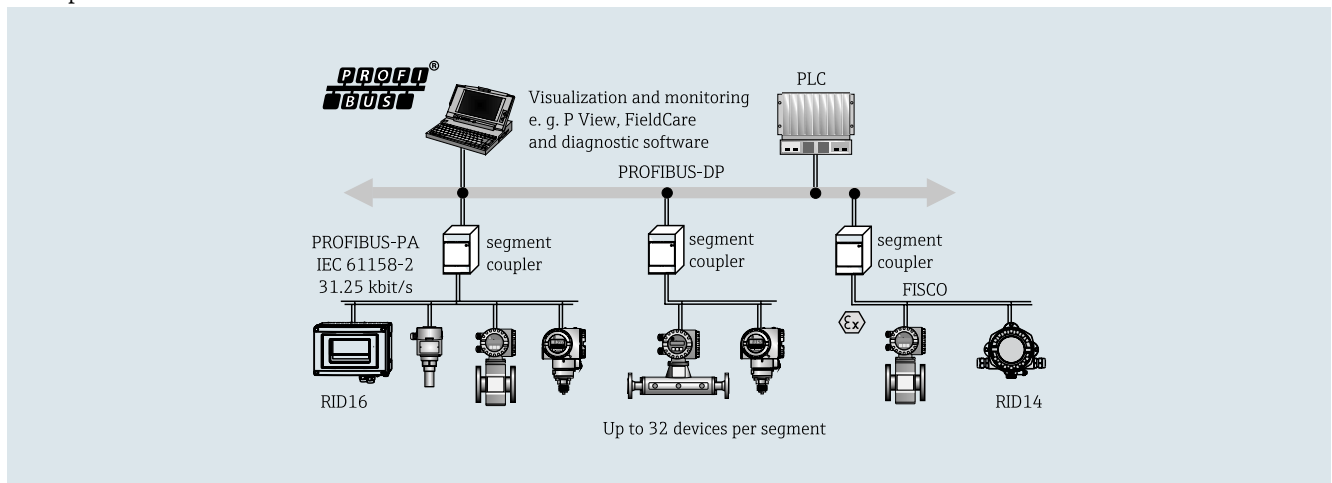 PROFI
BUS
®
PLC
Visualization and monitoring
e. g. P View, FieldCare
and diagnostic software
PROFIBUS-DP
PROFIBUS-PA
IEC 61158-2
31.25 kbit/s
segment
coupler
segment
coupler
segment
coupler
FISCO
Ex
RID16
RID14
Up to 32 devices per segment